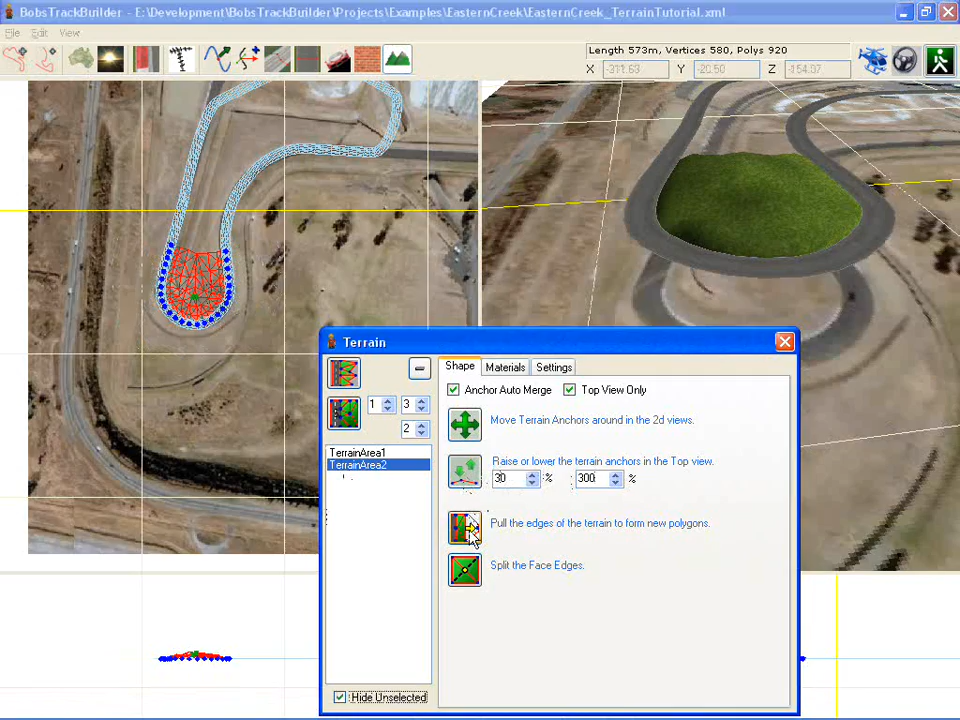 BobsTrackBuilder - E:\Development\BobsTrackBuilder\Projects\Examples\EasternCreek\EasternCreek_TerrainTutorial.xml
File Edit View
Length 573m, Vertices 580, Polys 920
X -311.63 Y -20.50 Z -154.07
Terrain
1 3
2
TerrainArea1
TerrainArea2
Hide Unselected
Shape Materials Settings
Anchor Auto Merge Top View Only
Move Terrain Anchors around in the 2d views.
Raise or lower the terrain anchors in the Top view.
30 % 300 %
Pull the edges of the terrain to form new polygons.
Split the Face Edges.